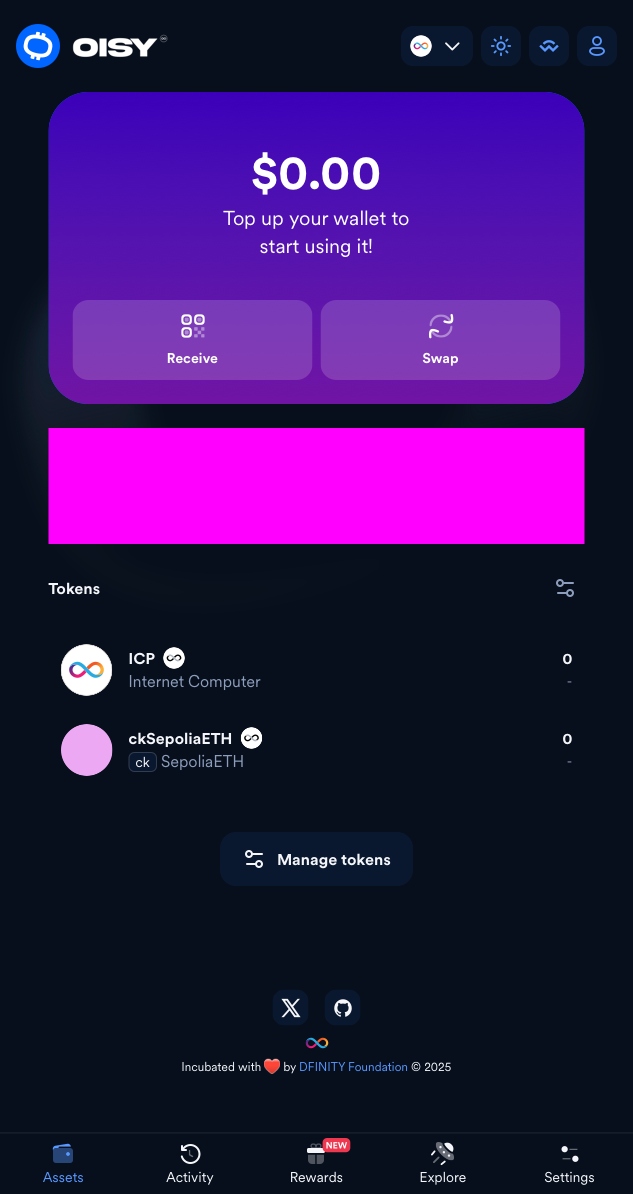 OISY
$0.00
Top up your wallet to
start using it!
Receive
Swap
Tokens
ICP
0
Internet Computer
-
ckSepoliaETH
0
ck SepoliaETH
-
Manage tokens
Incubated with ❤️ by DFINITY Foundation © 2025
NEW
Assets
Activity
Rewards
Explore
Settings